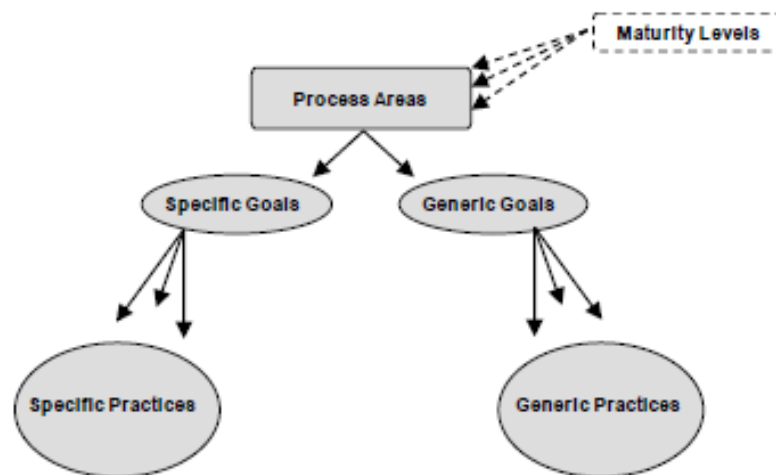 Maturity Levels
Process Areas
Specific Goals
Generic Goals
Specific Practices
Generic Practices